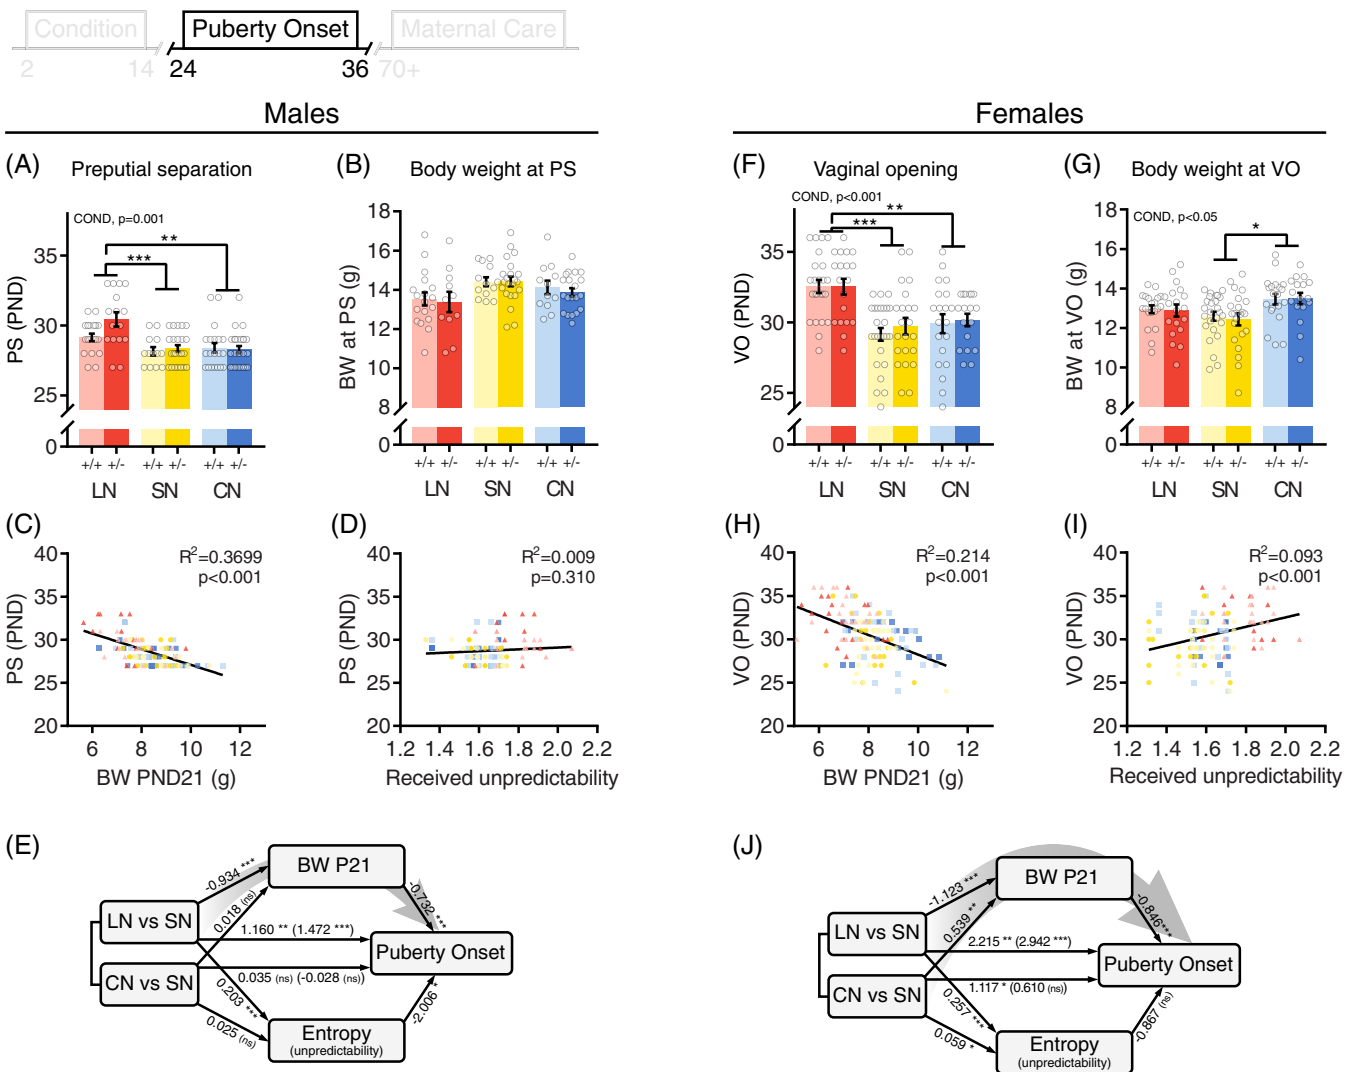 Condition
Puberty Onset
Maternal Care
2
14
24
36
70+
Males
Females
(A)
Preputial separation
COND, p=0.001
**
***
PS (PND)
35
30
25
0
+/+ +/- +/+ +/- +/+ +/-
LN SN CN
(B)
Body weight at PS
BW at PS (g)
18
16
14
12
10
8
0
+/+ +/- +/+ +/- +/+ +/-
LN SN CN
(F)
Vaginal opening
COND, p<0.001
**
***
VO (PND)
35
30
25
0
+/+ +/- +/+ +/- +/+ +/-
LN SN CN
(G)
Body weight at VO
COND, p<0.05
*
BW at VO (g)
18
16
14
12
10
8
0
+/+ +/- +/+ +/- +/+ +/-
LN SN CN
(C)
R²=0.3699
p<0.001
PS (PND)
40
35
30
25
20
6 8 10 12
BW PND21 (g)
(D)
R²=0.009
p=0.310
PS (PND)
40
35
30
25
20
1.2 1.4 1.6 1.8 2.0 2.2
Received unpredictability
(H)
R²=0.214
p<0.001
VO (PND)
40
35
30
25
20
6 8 10 12
BW PND21 (g)
(I)
R²=0.093
p<0.001
VO (PND)
40
35
30
25
20
1.2 1.4 1.6 1.8 2.0 2.2
Received unpredictability
(E)
BW P21
LN vs SN
CN vs SN
Puberty Onset
Entropy
(unpredictability)
-0.934 ***
0.018 (ns)
-0.732 ***
1.160 ** (1.472 ***)
0.035 (ns) (-0.028 (ns))
0.203 ***
0.025 (ns)
-2.006 *
(J)
BW P21
LN vs SN
CN vs SN
Puberty Onset
Entropy
(unpredictability)
-1.123 ***
0.539 **
-0.846***
2.215 ** (2.942 ***)
1.117 * (0.610 (ns))
0.257 ***
0.059 *
-0.867 (ns)